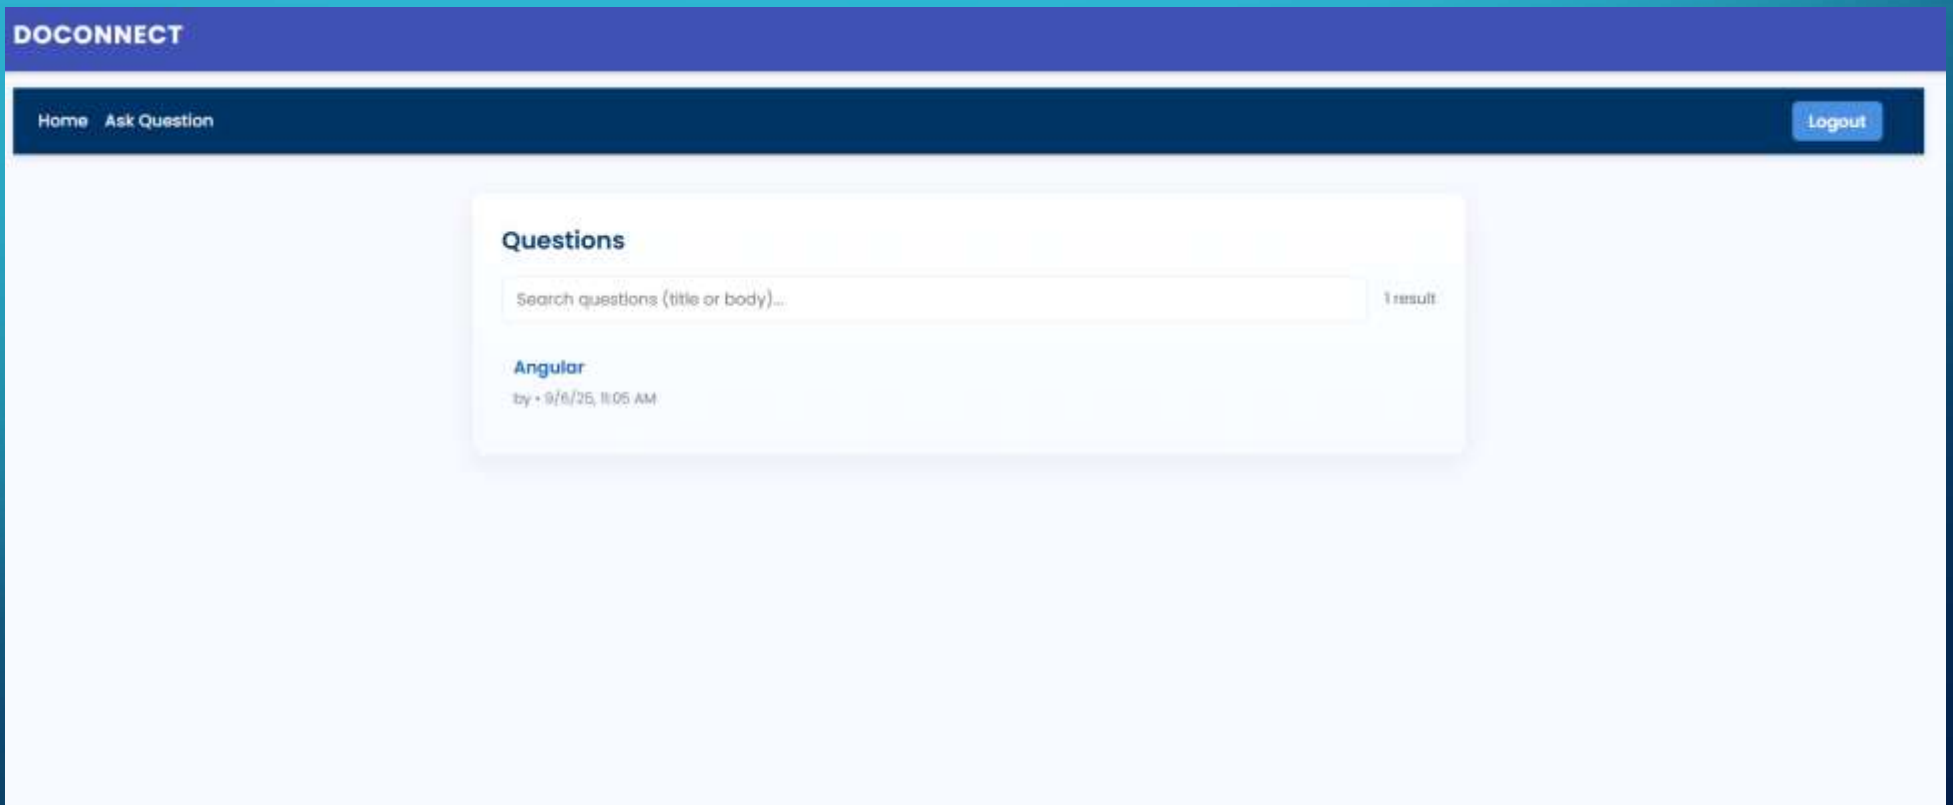 DOCONNECT
Home Ask Question Logout
Questions
Search questions (title or body)... 1 result
Angular
by • 9/6/25, 11:05 AM